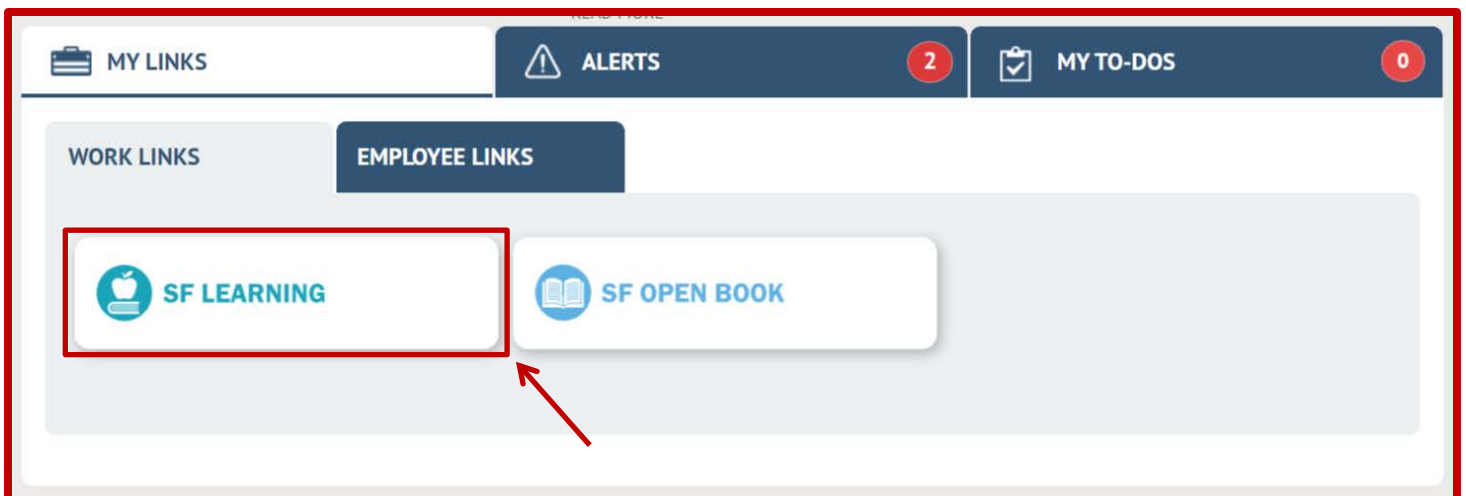 MY LINKS
ALERTS
2
MY TO-DOS
0
WORK LINKS
EMPLOYEE LINKS
SF LEARNING
SF OPEN BOOK